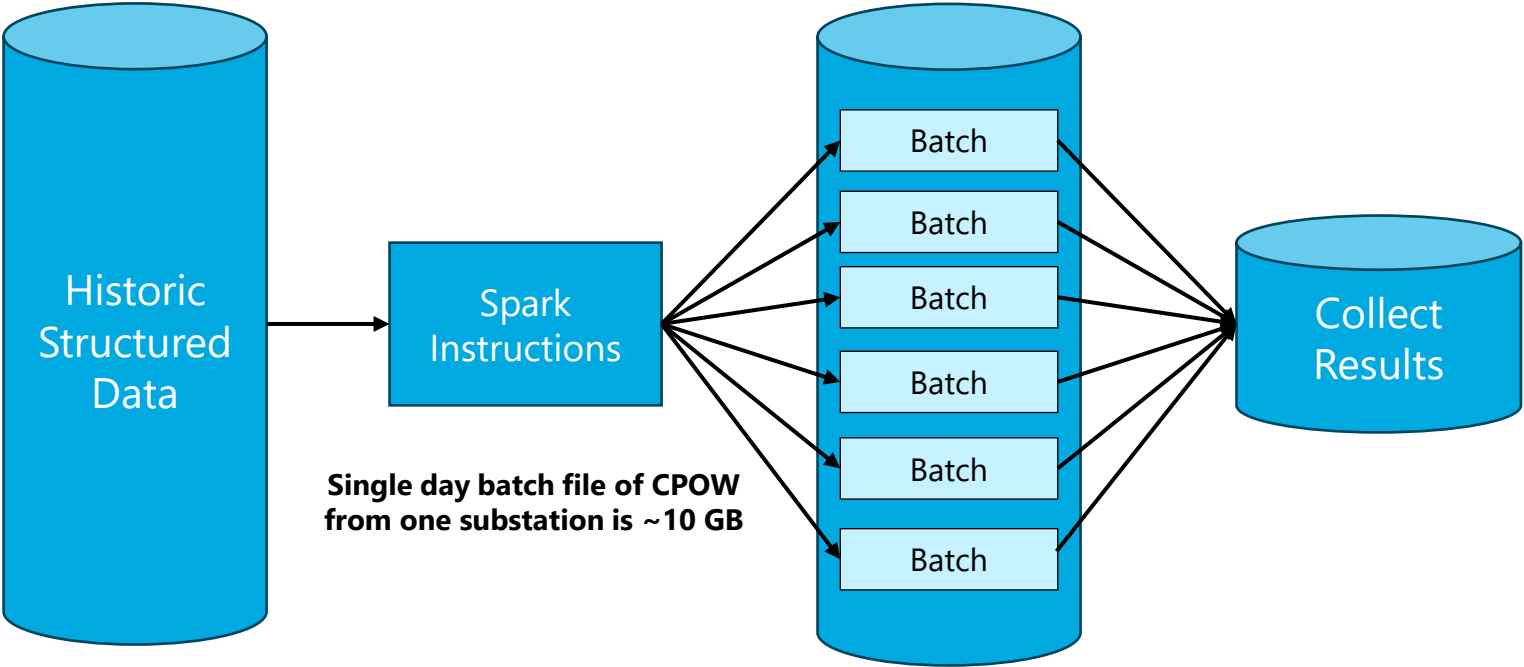 Historic
Structured
Data
Spark
Instructions
Single day batch file of CPOW
from one substation is ~10 GB
Batch
Batch
Batch
Batch
Batch
Batch
Collect
Results